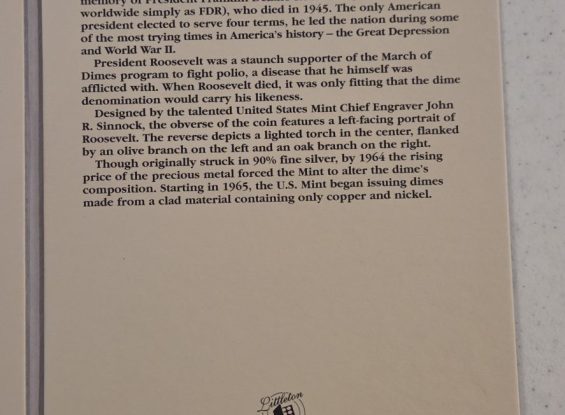 memory of President Franklin
worldwide simply as FDR), who died in 1945. The only American
president elected to serve four terms, he led the nation during some
of the most trying times in America's history – the Great Depression
and World War II.
President Roosevelt was a staunch supporter of the March of
Dimes program to fight polio, a disease that he himself was
afflicted with. When Roosevelt died, it was only fitting that the dime
denomination would carry his likeness.
Designed by the talented United States Mint Chief Engraver John
R. Sinnock, the obverse of the coin features a left-facing portrait of
Roosevelt. The reverse depicts a lighted torch in the center, flanked
by an olive branch on the left and an oak branch on the right.
Though originally struck in 90% fine silver, by 1964 the rising
price of the precious metal forced the Mint to alter the dime's
composition. Starting in 1965, the U.S. Mint began issuing dimes
made from a clad material containing only copper and nickel.
Littleton